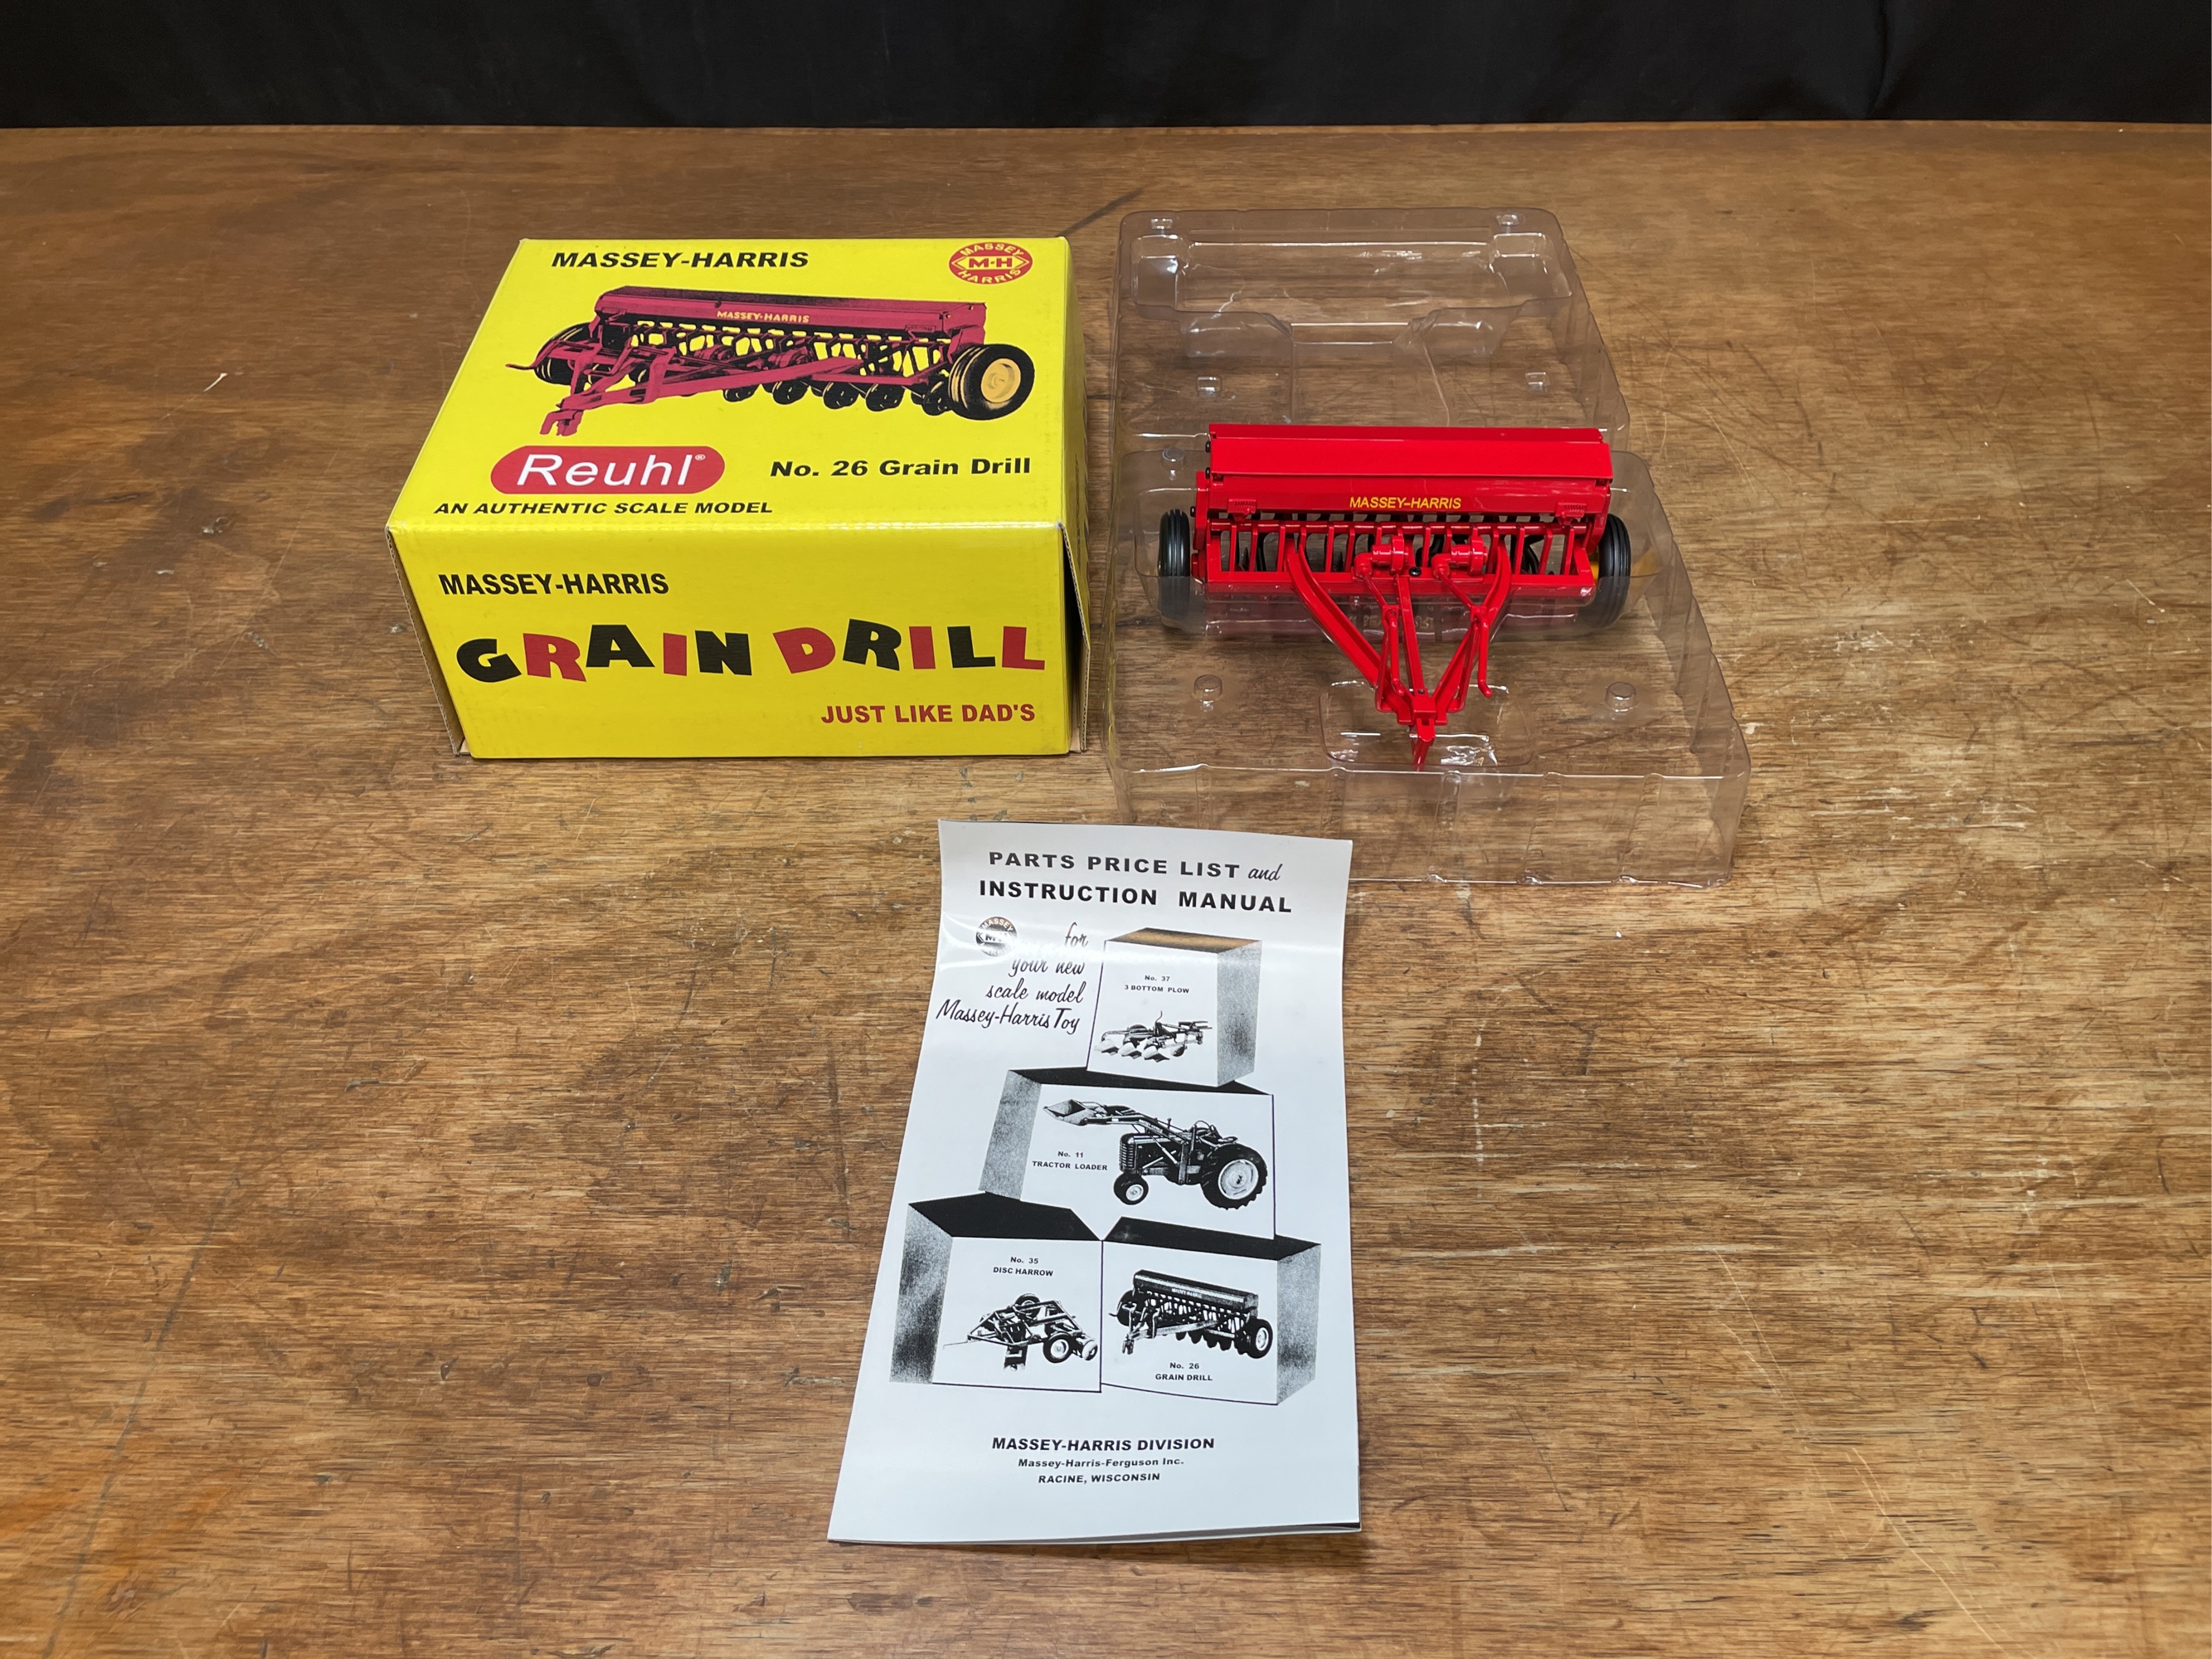 MASSEY-HARRIS
MASSEY
M-H
HARRIS
MASSEY-HARRIS
Reuhl®
No. 26 Grain Drill
AN AUTHENTIC SCALE MODEL
MASSEY-HARRIS
GRAIN DRILL
JUST LIKE DAD'S
MASSEY-HARRIS
PARTS PRICE LIST and
INSTRUCTION MANUAL
MASSEY
for
your new
scale model
Massey-Harris Toy
No. 37
3 BOTTOM PLOW
No. 11
TRACTOR LOADER
No. 35
DISC HARROW
No. 26
GRAIN DRILL
MASSEY-HARRIS DIVISION
Massey-Harris-Ferguson Inc.
RACINE, WISCONSIN